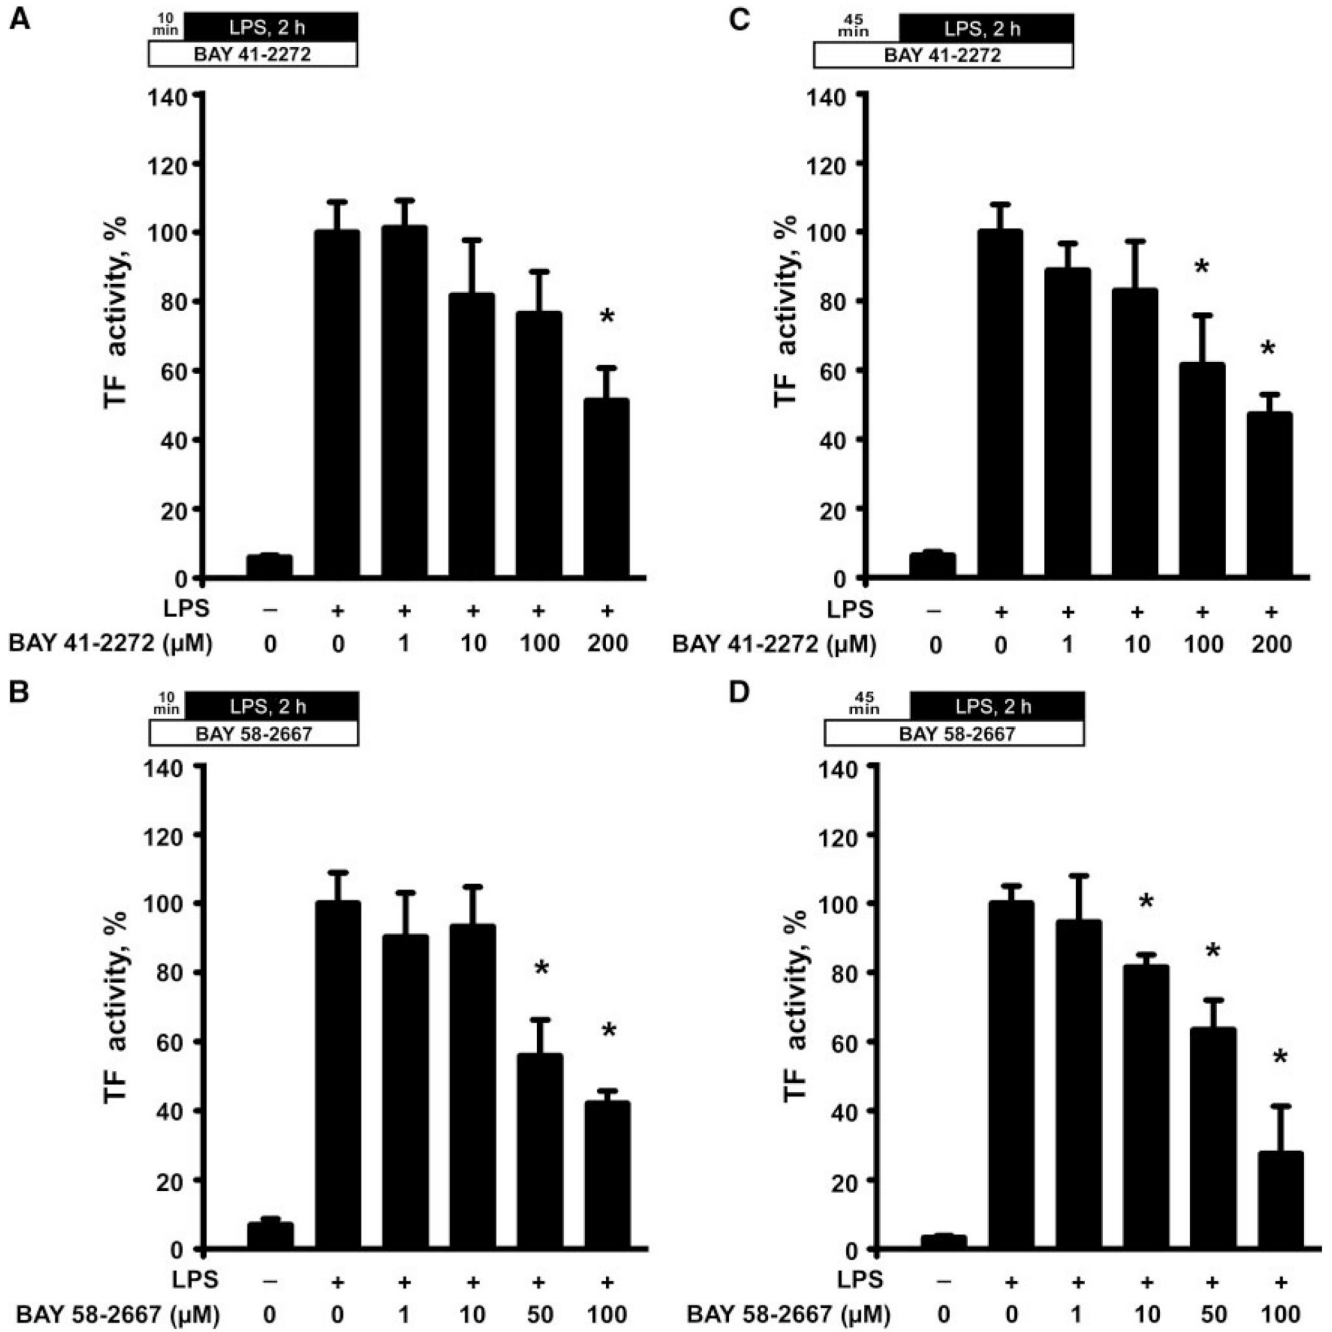 A
10 min
LPS, 2 h
BAY 41-2272
140
120
100
80
60
40
20
0
TF activity, %
*
LPS − + + + + +
BAY 41-2272 (µM) 0 0 1 10 100 200
C
45 min
LPS, 2 h
BAY 41-2272
140
120
100
80
60
40
20
0
TF activity, %
* *
LPS − + + + + +
BAY 41-2272 (µM) 0 0 1 10 100 200
B
10 min
LPS, 2 h
BAY 58-2667
140
120
100
80
60
40
20
0
TF activity, %
* *
LPS − + + + + +
BAY 58-2667 (µM) 0 0 1 10 50 100
D
45 min
LPS, 2 h
BAY 58-2667
140
120
100
80
60
40
20
0
TF activity, %
* * *
LPS − + + + + +
BAY 58-2667 (µM) 0 0 1 10 50 100